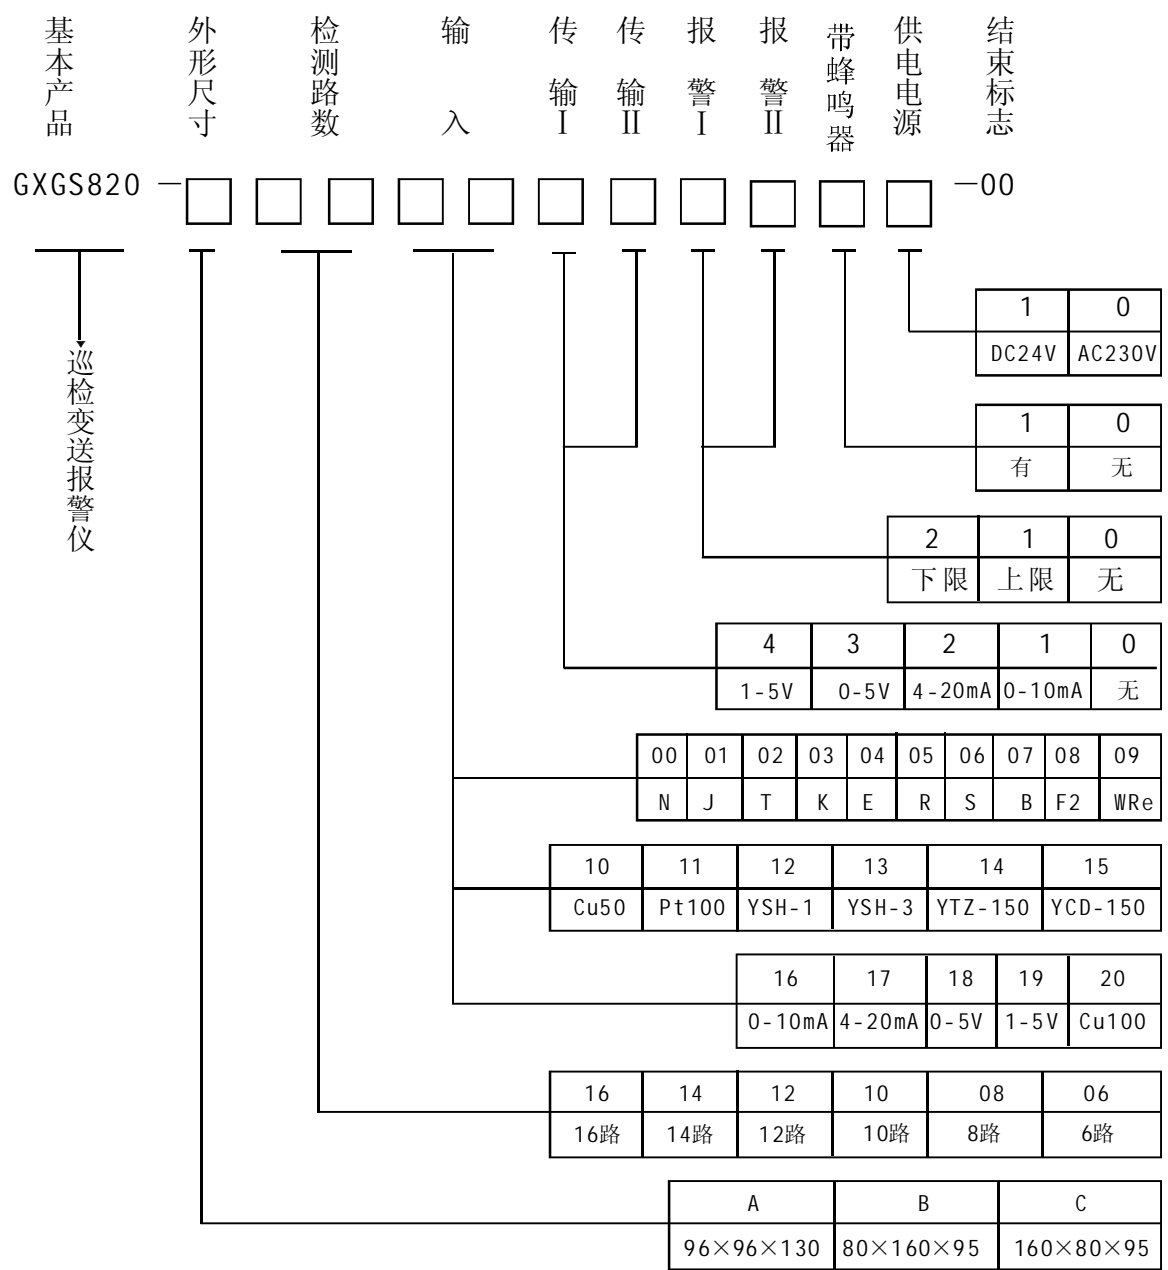 基本产品 外形尺寸 检测路数 输入 传输Ⅰ 传输Ⅱ 报警Ⅰ 报警Ⅱ 带蜂鸣器 供电电源 结束标志
GXGS820 — —00
巡检变送报警仪
1 0
DC24V AC230V
1 0
有 无
2 1 0
下限 上限 无
4 3 2 1 0
1-5V 0-5V 4-20mA 0-10mA 无
00 01 02 03 04 05 06 07 08 09
N J T K E R S B F2 WRe
10 11 12 13 14 15
Cu50 Pt100 YSH-1 YSH-3 YTZ-150 YCD-150
16 17 18 19 20
0-10mA 4-20mA 0-5V 1-5V Cu100
16 14 12 10 08 06
16路 14路 12路 10路 8路 6路
A B C
96×96×130 80×160×95 160×80×95